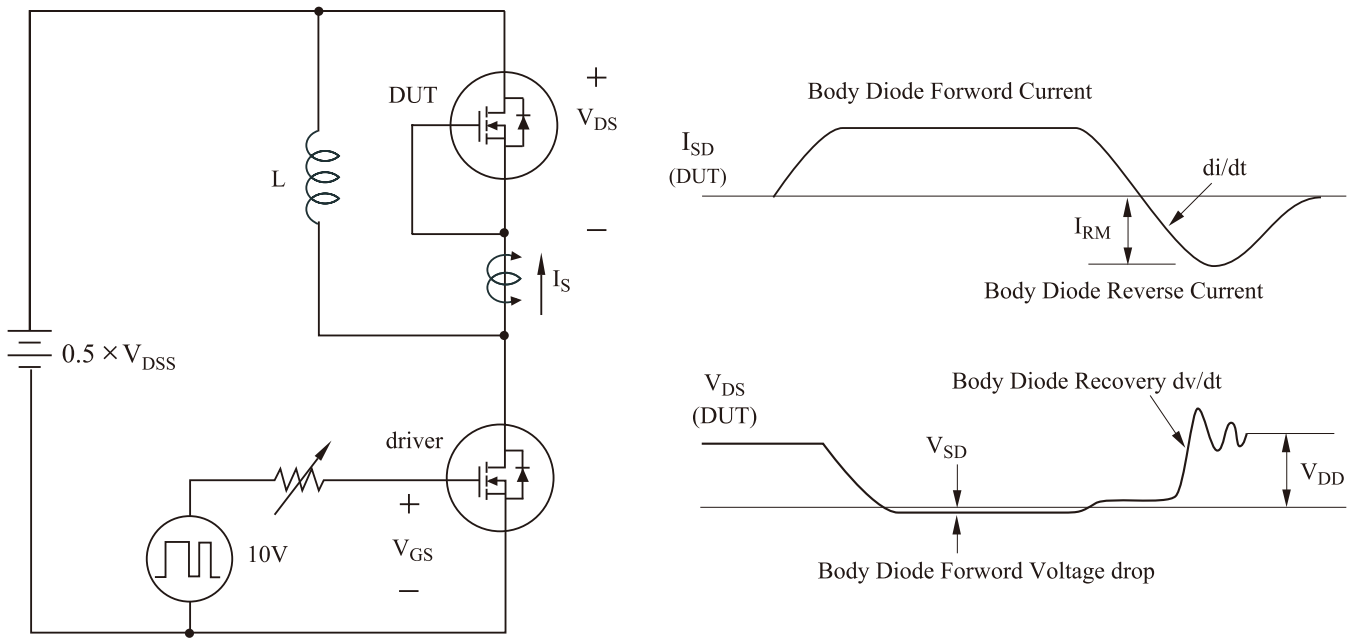 DUT
+
V_DS
−
L
I_S
0.5 × V_DSS
driver
+
10V
V_GS
−
Body Diode Forword Current
I_SD
(DUT)
di/dt
I_RM
Body Diode Reverse Current
V_DS
(DUT)
Body Diode Recovery dv/dt
V_SD
V_DD
Body Diode Forword Voltage drop